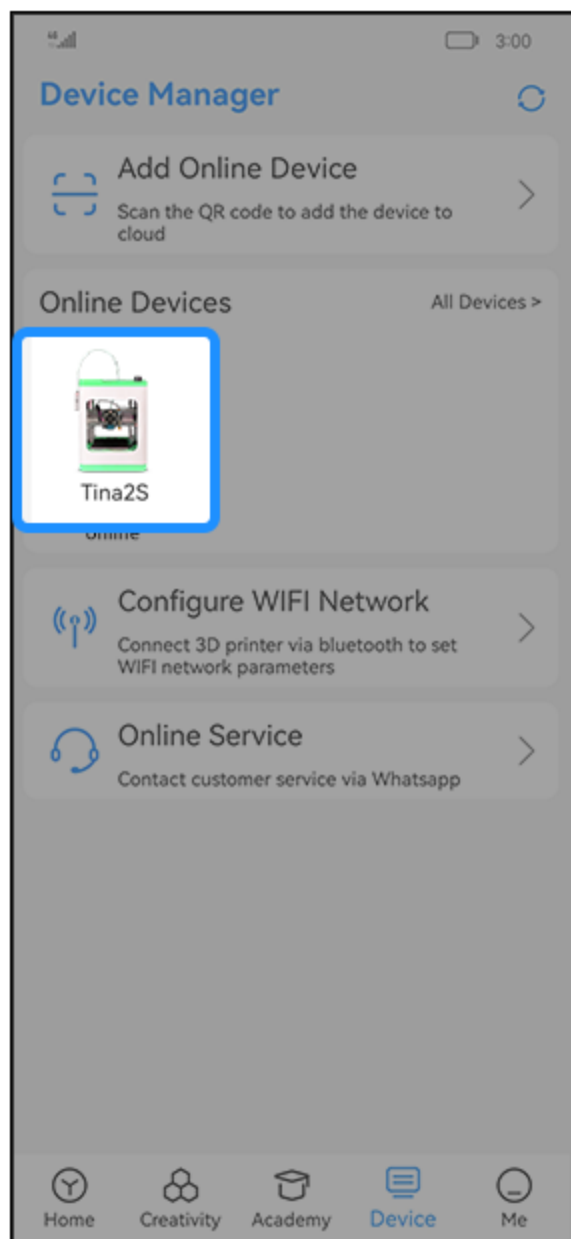 3:00
Device Manager
Add Online Device
Scan the QR code to add the device to
cloud
Online Devices
All Devices >
Tina2S
online
Configure WIFI Network
Connect 3D printer via bluetooth to set
WIFI network parameters
Online Service
Contact customer service via Whatsapp
Home
Creativity
Academy
Device
Me